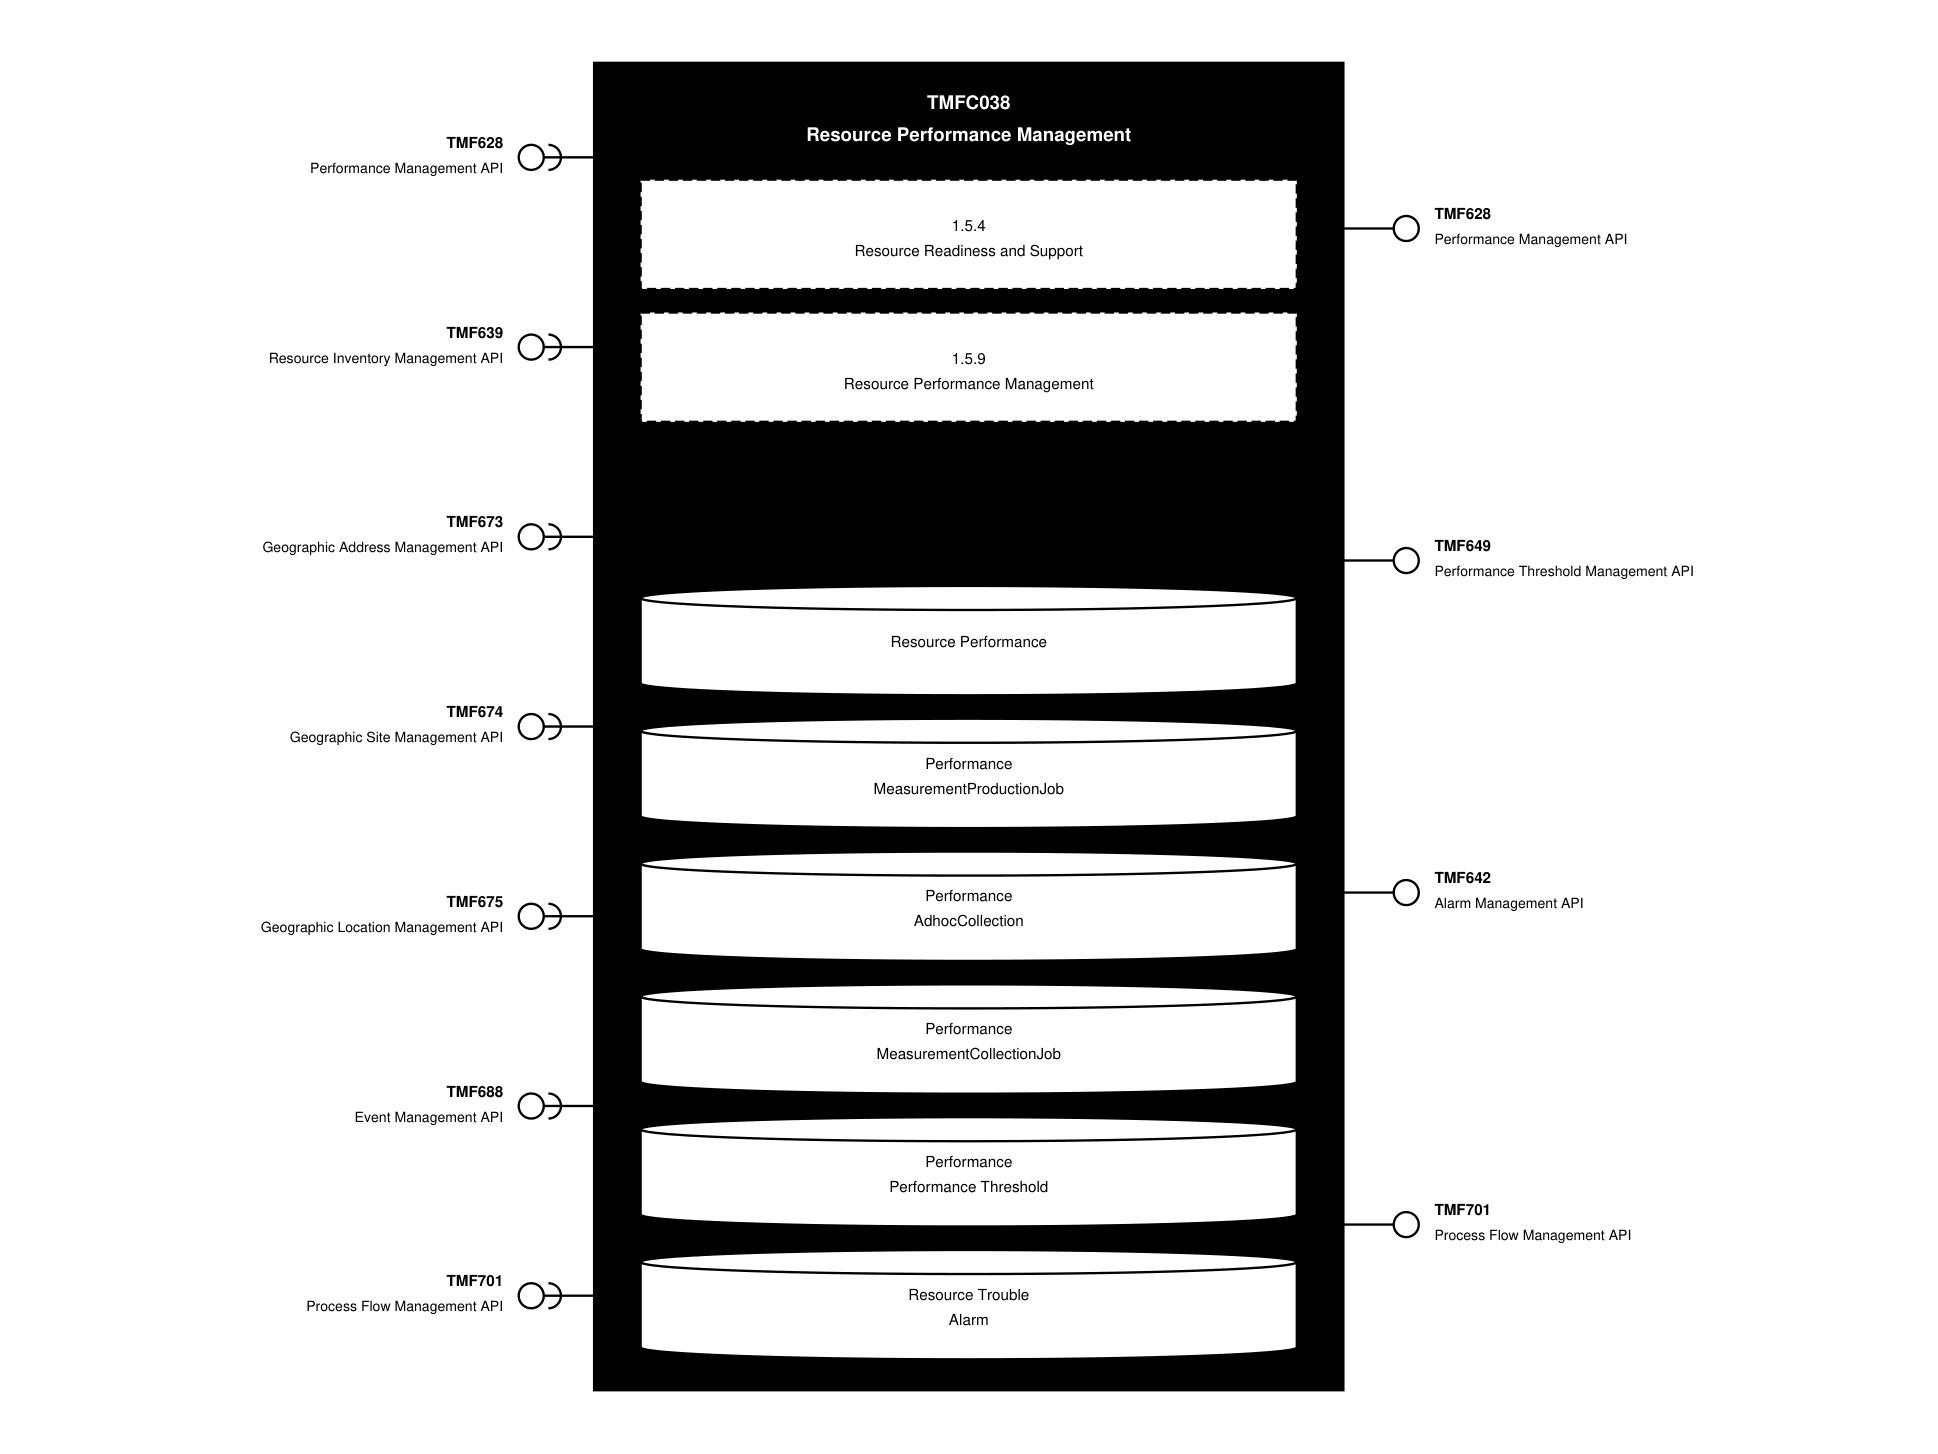 TMFC038
Resource Performance Management
TMF628
Performance Management API
TMF639
Resource Inventory Management API
TMF673
Geographic Address Management API
TMF674
Geographic Site Management API
TMF675
Geographic Location Management API
TMF688
Event Management API
TMF701
Process Flow Management API
1.5.4
Resource Readiness and Support
1.5.9
Resource Performance Management
Resource Performance
Performance
MeasurementProductionJob
Performance
AdhocCollection
Performance
MeasurementCollectionJob
Performance
Performance Threshold
Resource Trouble
Alarm
TMF628
Performance Management API
TMF649
Performance Threshold Management API
TMF642
Alarm Management API
TMF701
Process Flow Management API